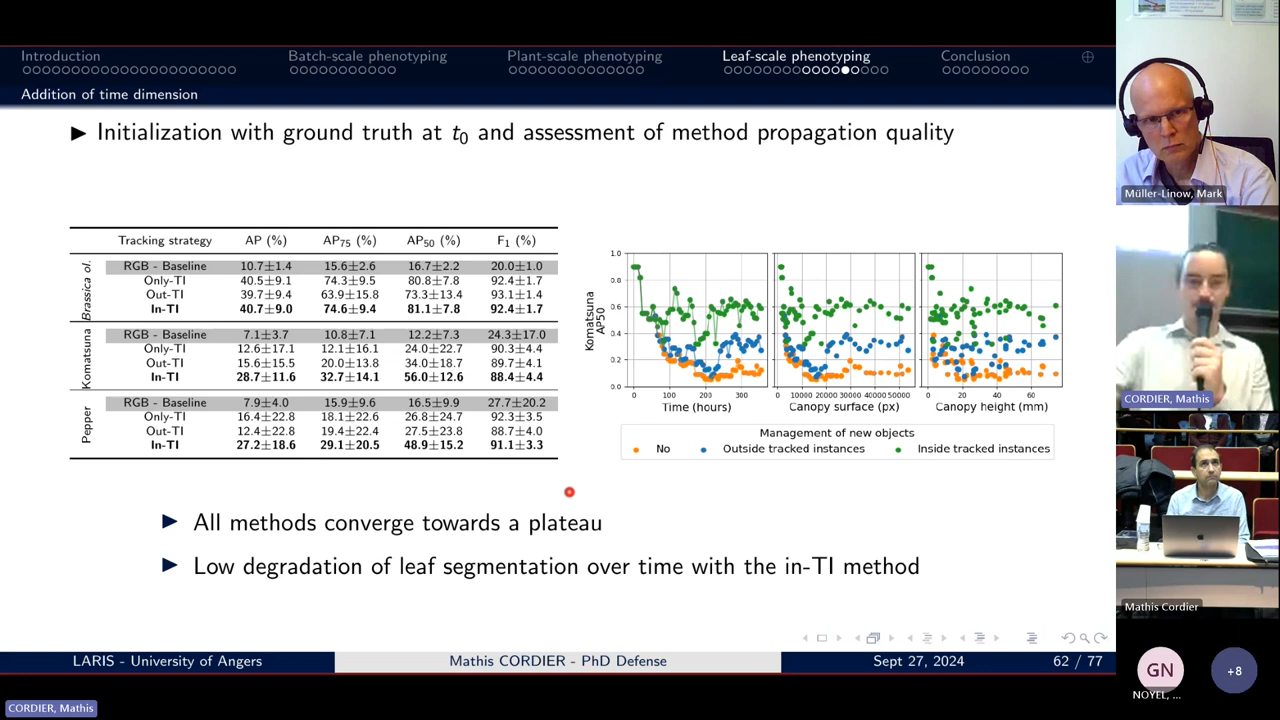 Introduction
Batch-scale phenotyping
Plant-scale phenotyping
Leaf-scale phenotyping
Conclusion
Addition of time dimension
Initialization with ground truth at t0 and assessment of method propagation quality
Tracking strategy AP (%) AP75 (%) AP50 (%) F1 (%)
Brassica ol.
RGB - Baseline 10.7±1.4 15.6±2.6 16.7±2.2 20.0±1.0
Only-TI 40.5±9.1 74.3±9.5 80.8±7.8 92.4±1.7
Out-TI 39.7±9.4 63.9±15.8 73.3±13.4 93.1±1.4
In-TI 40.7±9.0 74.6±9.4 81.1±7.8 92.4±1.7
Komatsuna
RGB - Baseline 7.1±3.7 10.8±7.1 12.2±7.3 24.3±17.0
Only-TI 12.6±17.1 12.1±16.1 24.0±22.7 90.3±4.4
Out-TI 15.6±15.5 20.0±13.8 34.0±18.7 89.7±4.1
In-TI 28.7±11.6 32.7±14.1 56.0±12.6 88.4±4.4
Pepper
RGB - Baseline 7.9±4.0 15.9±9.6 16.5±9.9 27.7±20.2
Only-TI 16.4±22.8 18.1±22.6 26.8±24.7 92.3±3.5
Out-TI 12.4±22.8 19.4±22.4 27.5±23.8 88.7±4.0
In-TI 27.2±18.6 29.1±20.5 48.9±15.2 91.1±3.3
Komatsuna
AP50
1.0
0.8
0.6
0.4
0.2
0.0
0 100 200 300
Time (hours)
0 10000 20000 30000 40000 50000
Canopy surface (px)
0 20 40 60
Canopy height (mm)
Management of new objects
No Outside tracked instances Inside tracked instances
All methods converge towards a plateau
Low degradation of leaf segmentation over time with the in-TI method
LARIS - University of Angers
Mathis CORDIER - PhD Defense
Sept 27, 2024
62 / 77
CORDIER, Mathis
Müller-Linow, Mark
CORDIER, Mathis
Mathis Cordier
GN
NOYEL, ...
+8